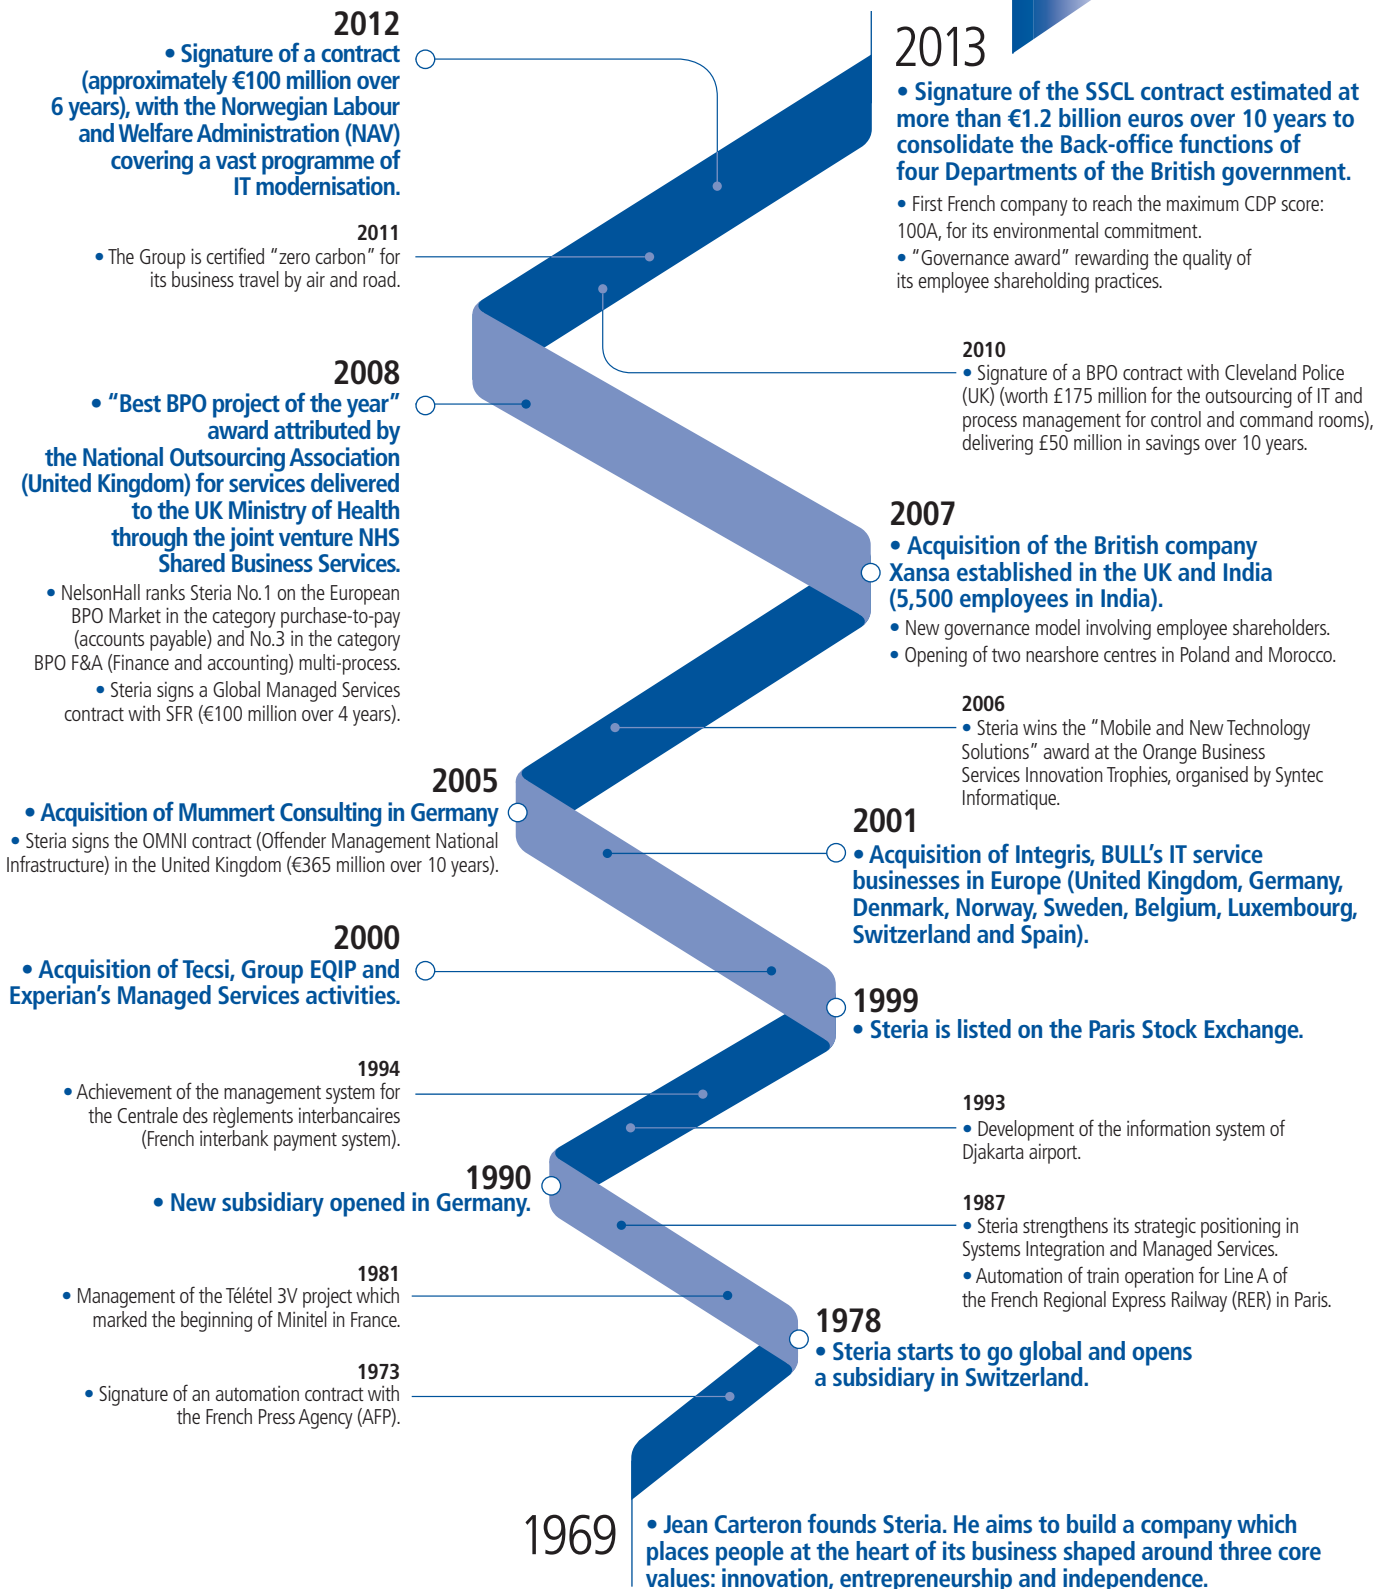 2012
• Signature of a contract
(approximately €100 million over
6 years), with the Norwegian Labour
and Welfare Administration (NAV)
covering a vast programme of
IT modernisation.
2013
• Signature of the SSCL contract estimated at
more than €1.2 billion euros over 10 years to
consolidate the Back-office functions of
four Departments of the British government.
• First French company to reach the maximum CDP score:
100A, for its environmental commitment.
• “Governance award” rewarding the quality of
its employee shareholding practices.
2011
• The Group is certified “zero carbon” for
its business travel by air and road.
2010
• Signature of a BPO contract with Cleveland Police
(UK) (worth £175 million for the outsourcing of IT and
process management for control and command rooms),
delivering £50 million in savings over 10 years.
2008
• “Best BPO project of the year”
award attributed by
the National Outsourcing Association
(United Kingdom) for services delivered
to the UK Ministry of Health
through the joint venture NHS
Shared Business Services.
• NelsonHall ranks Steria No.1 on the European
BPO Market in the category purchase-to-pay
(accounts payable) and No.3 in the category
BPO F&A (Finance and accounting) multi-process.
• Steria signs a Global Managed Services
contract with SFR (€100 million over 4 years).
2007
• Acquisition of the British company
Xansa established in the UK and India
(5,500 employees in India).
• New governance model involving employee shareholders.
• Opening of two nearshore centres in Poland and Morocco.
2006
• Steria wins the “Mobile and New Technology
Solutions” award at the Orange Business
Services Innovation Trophies, organised by Syntec
Informatique.
2005
• Acquisition of Mummert Consulting in Germany
• Steria signs the OMNI contract (Offender Management National
Infrastructure) in the United Kingdom (€365 million over 10 years).
2001
• Acquisition of Integris, BULL’s IT service
businesses in Europe (United Kingdom, Germany,
Denmark, Norway, Sweden, Belgium, Luxembourg,
Switzerland and Spain).
2000
• Acquisition of Tecsi, Group EQIP and
Experian’s Managed Services activities.
1999
• Steria is listed on the Paris Stock Exchange.
1994
• Achievement of the management system for
the Centrale des règlements interbancaires
(French interbank payment system).
1993
• Development of the information system of
Djakarta airport.
1990
• New subsidiary opened in Germany.
1987
• Steria strengthens its strategic positioning in
Systems Integration and Managed Services.
• Automation of train operation for Line A of
the French Regional Express Railway (RER) in Paris.
1981
• Management of the Télétel 3V project which
marked the beginning of Minitel in France.
1978
• Steria starts to go global and opens
a subsidiary in Switzerland.
1973
• Signature of an automation contract with
the French Press Agency (AFP).
1969
• Jean Carteron founds Steria. He aims to build a company which
places people at the heart of its business shaped around three core
values: innovation, entrepreneurship and independence.